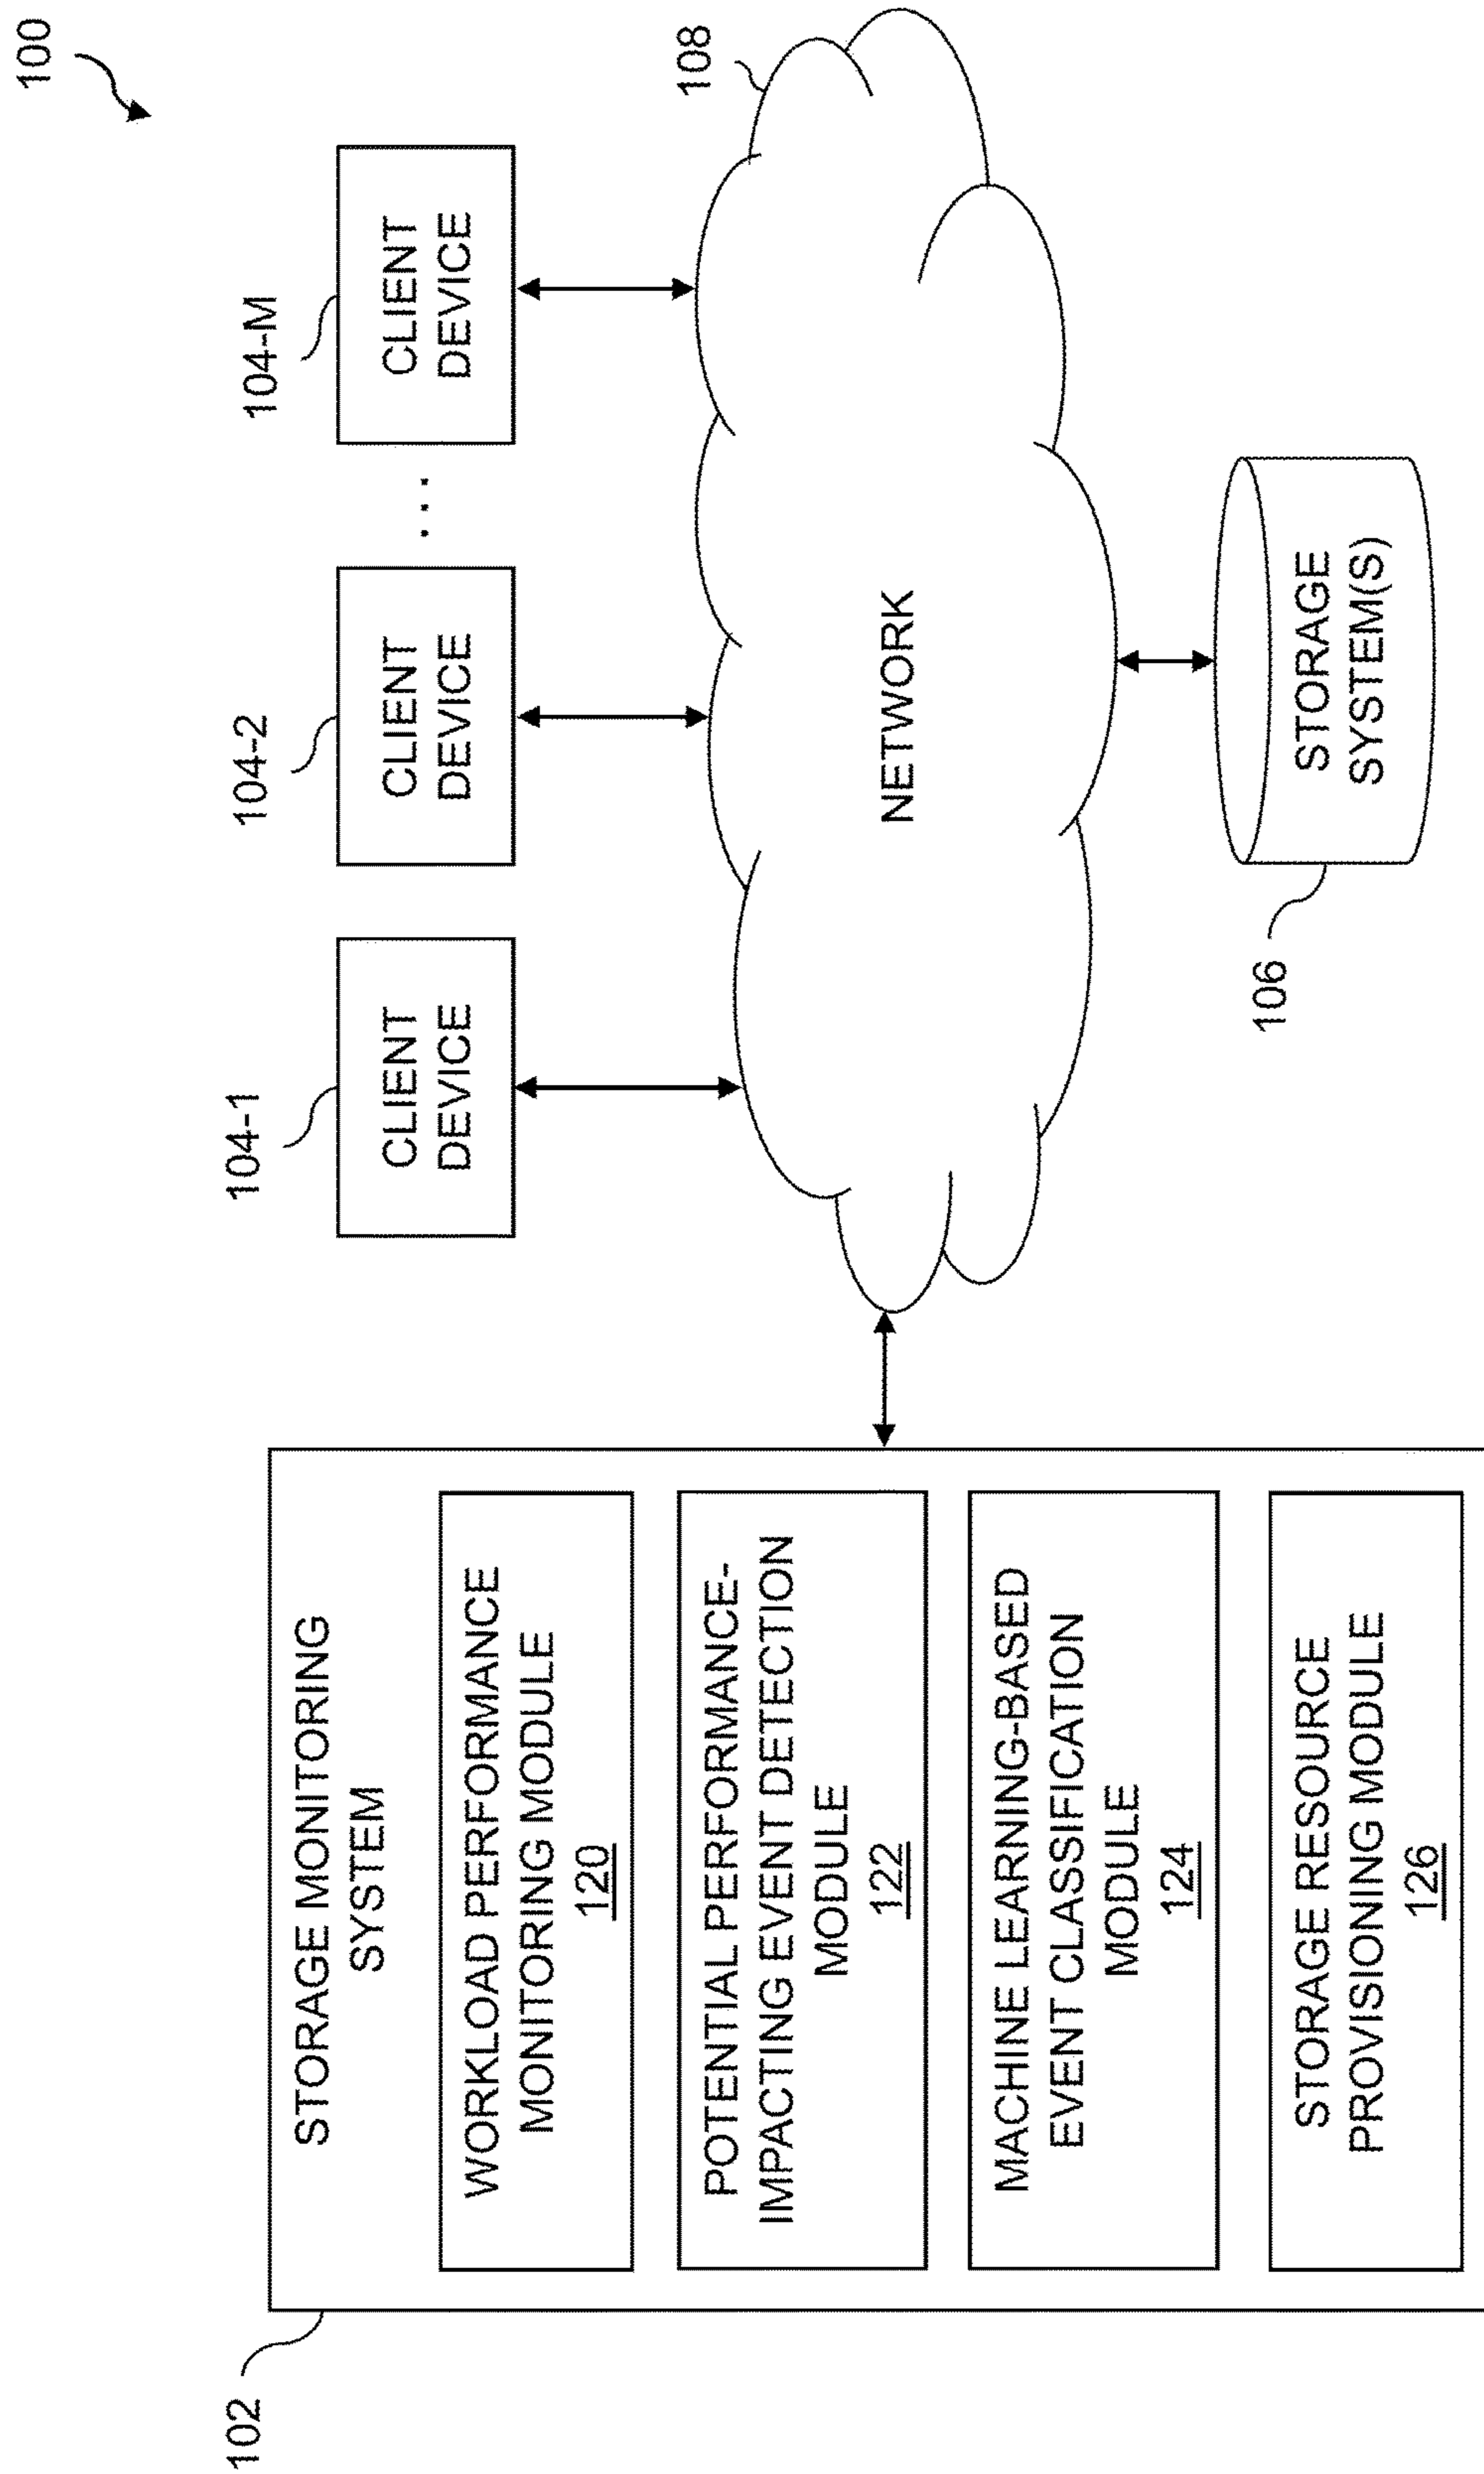 100
102
STORAGE MONITORING
SYSTEM
WORKLOAD PERFORMANCE
MONITORING MODULE
120
POTENTIAL PERFORMANCE-
IMPACTING EVENT DETECTION
MODULE
122
MACHINE LEARNING-BASED
EVENT CLASSIFICATION
MODULE
124
STORAGE RESOURCE
PROVISIONING MODULE
126
104-1
CLIENT
DEVICE
104-2
CLIENT
DEVICE
...
104-M
CLIENT
DEVICE
108
NETWORK
106
STORAGE
SYSTEM(S)